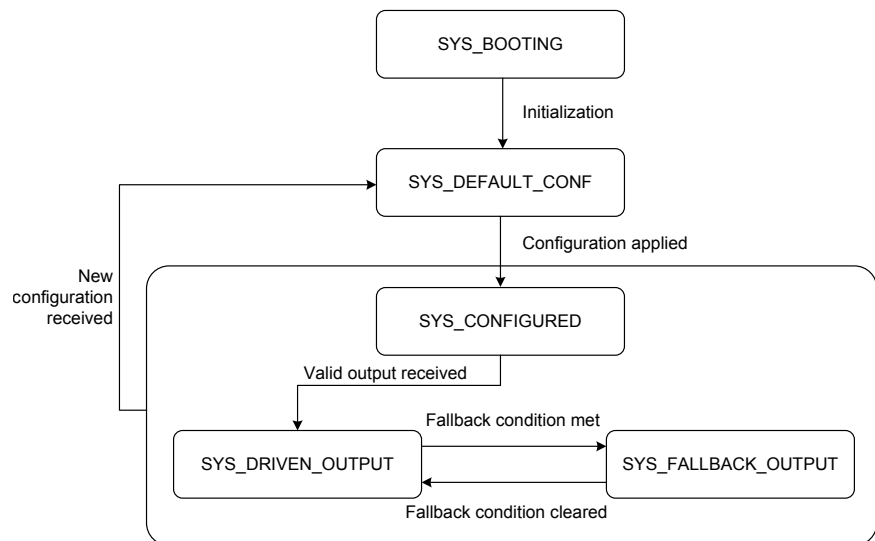 SYS_BOOTING
Initialization
SYS_DEFAULT_CONF
Configuration applied
New
configuration
received
SYS_CONFIGURED
Valid output received
Fallback condition met
SYS_DRIVEN_OUTPUT
SYS_FALLBACK_OUTPUT
Fallback condition cleared